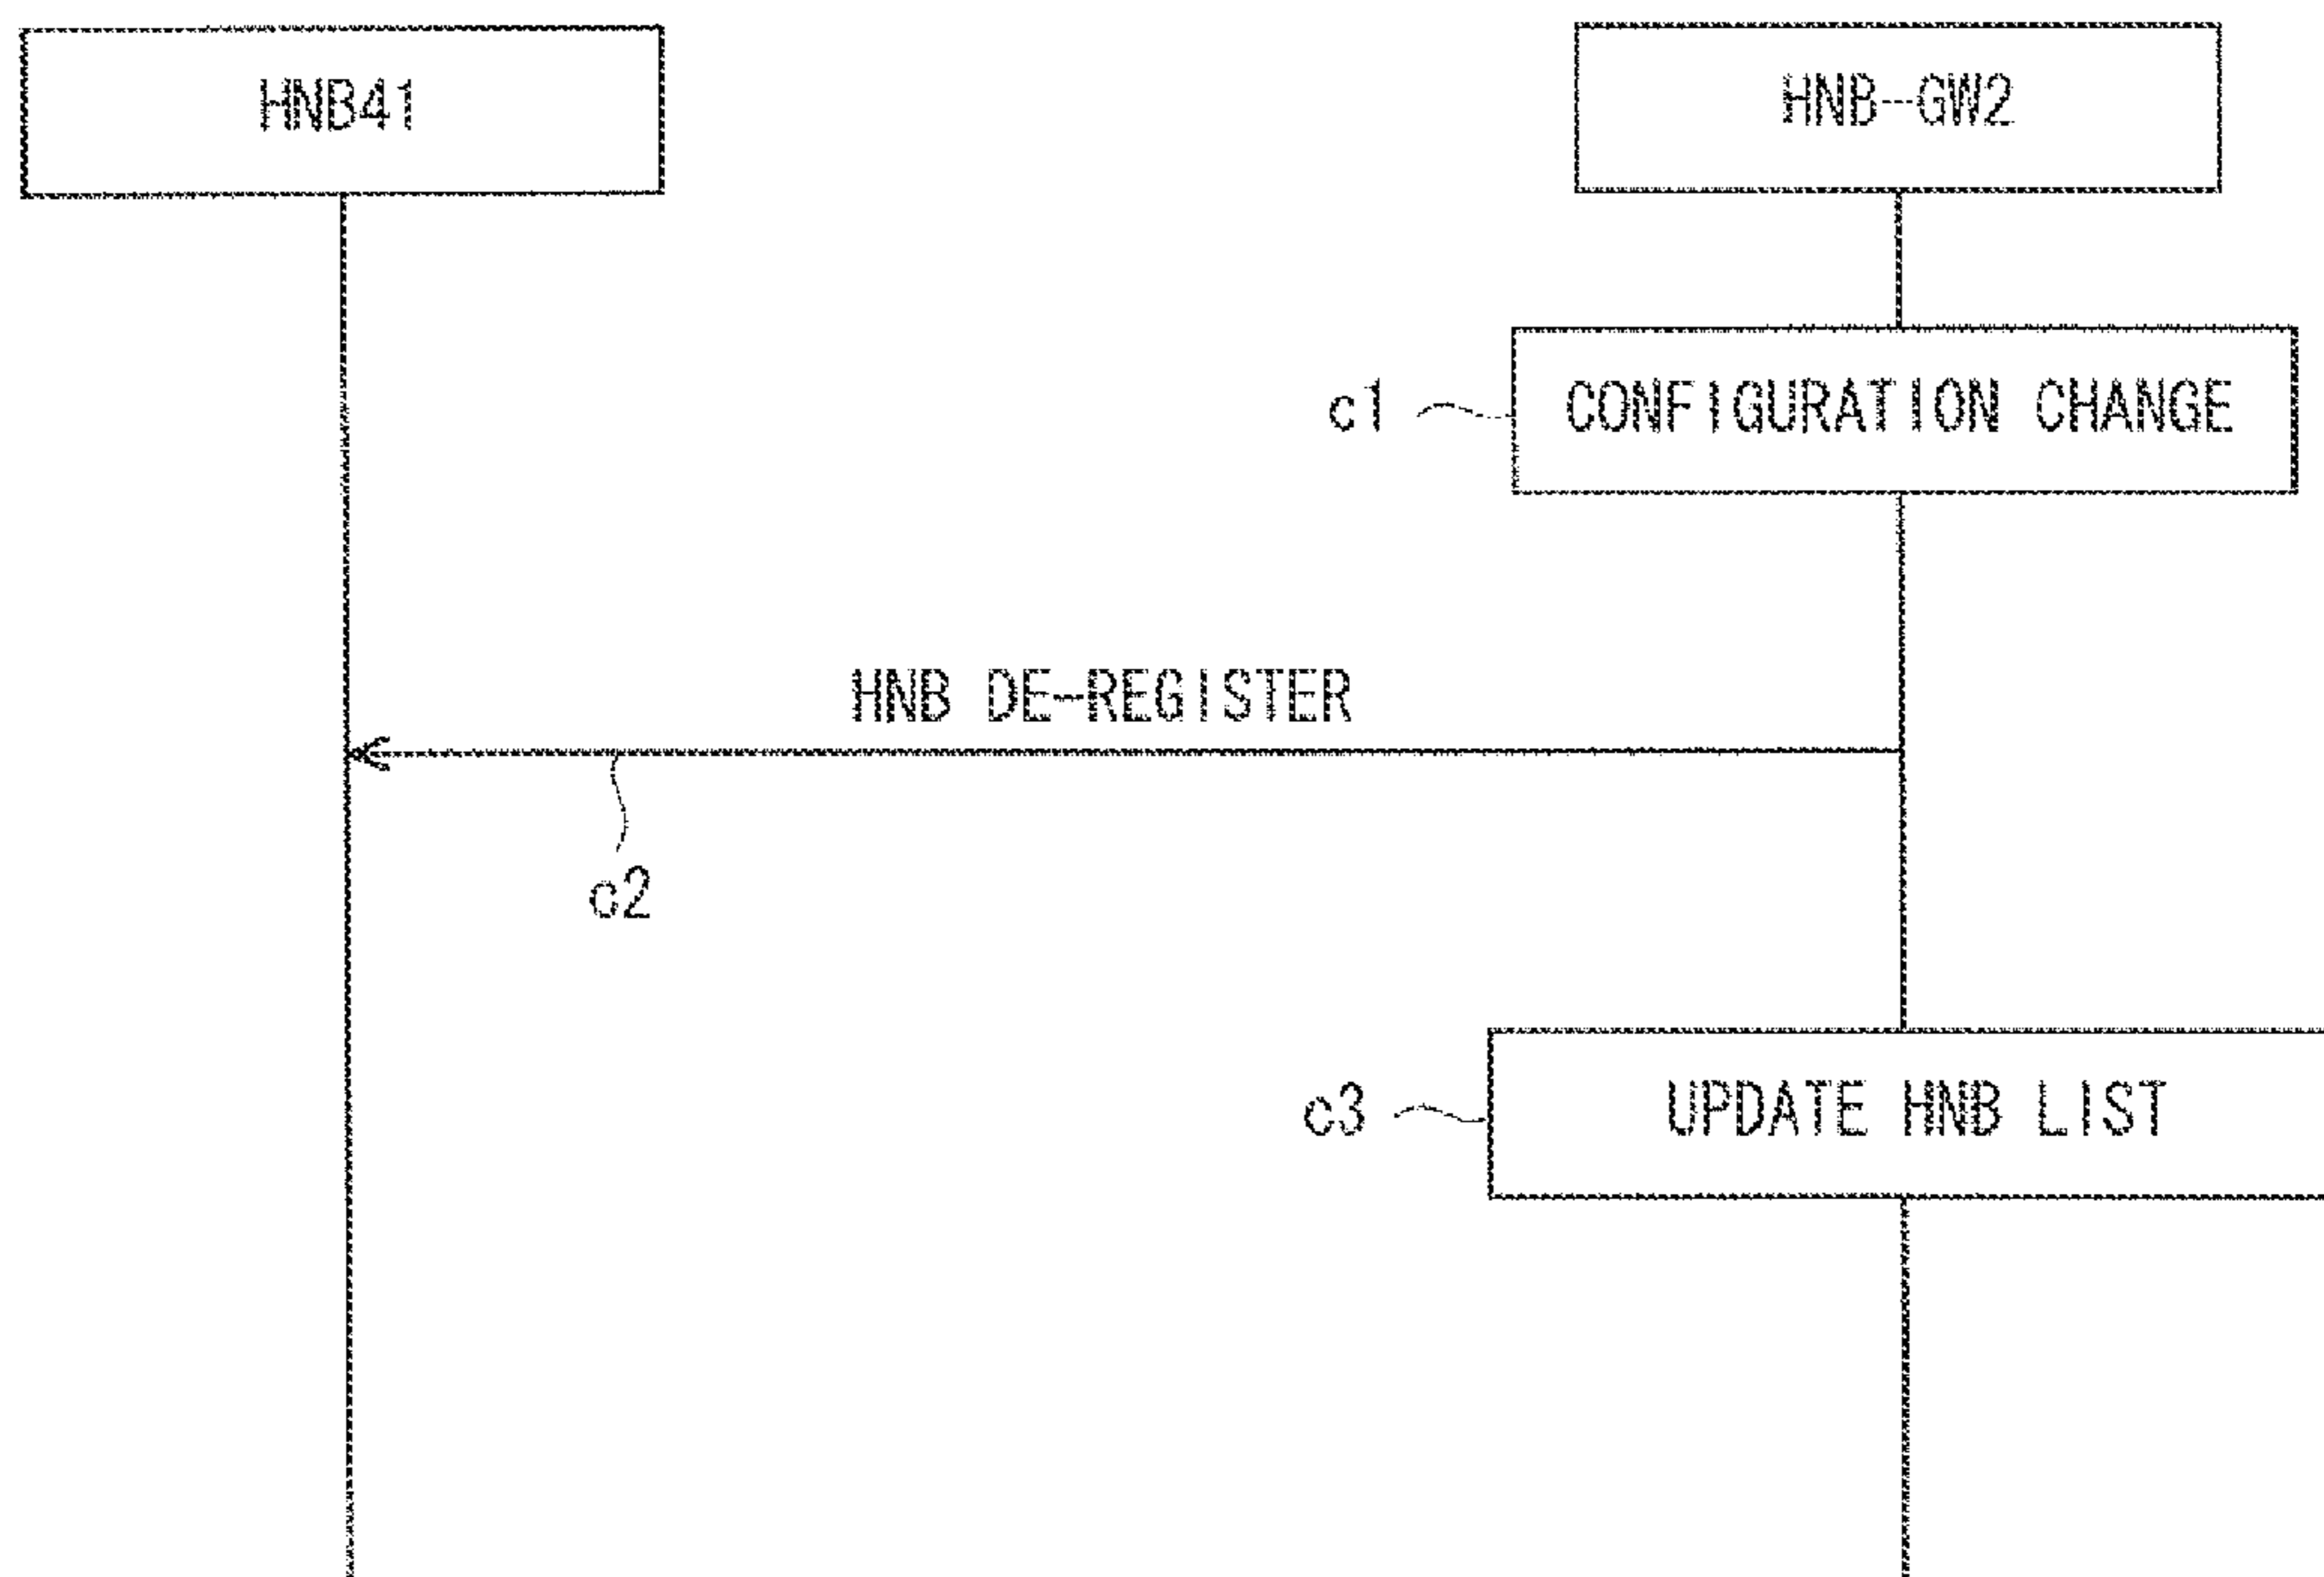 HNB41
HNB-GW2
c1
CONFIGURATION CHANGE
HNB DE-REGISTER
c2
c3
UPDATE HNB LIST